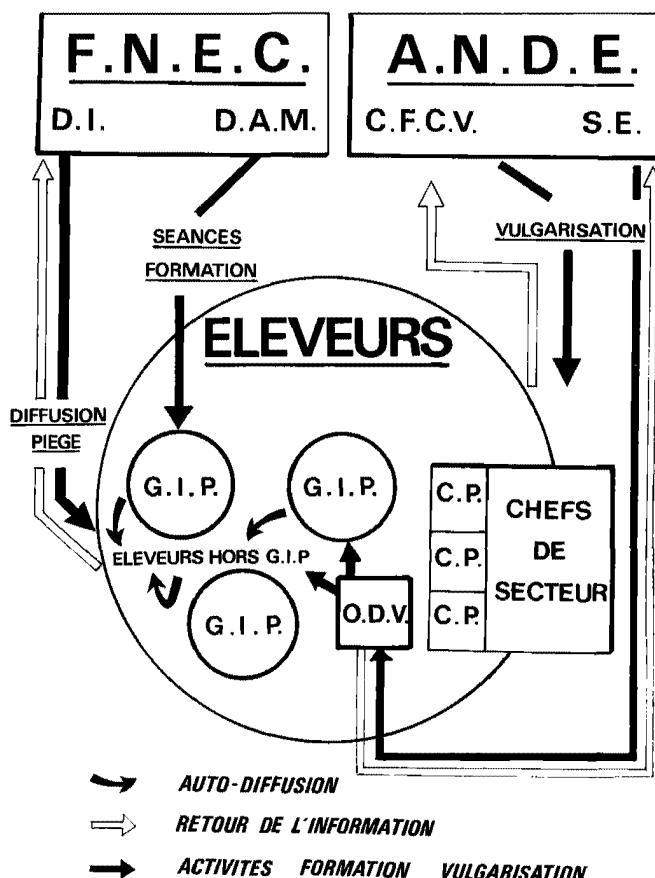 F.N.E.C.
D.I. D.A.M.
A.N.D.E.
C.F.C.V. S.E.
SEANCES
FORMATION
VULGARISATION
ELEVEURS
DIFFUSION
PIEGE
G.I.P.
G.I.P.
ELEVEURS HORS G.I.P
G.I.P.
O.D.V.
C.P.
C.P.
C.P.
CHEFS
DE
SECTEUR
AUTO-DIFFUSION
RETOUR DE L'INFORMATION
ACTIVITES FORMATION VULGARISATION